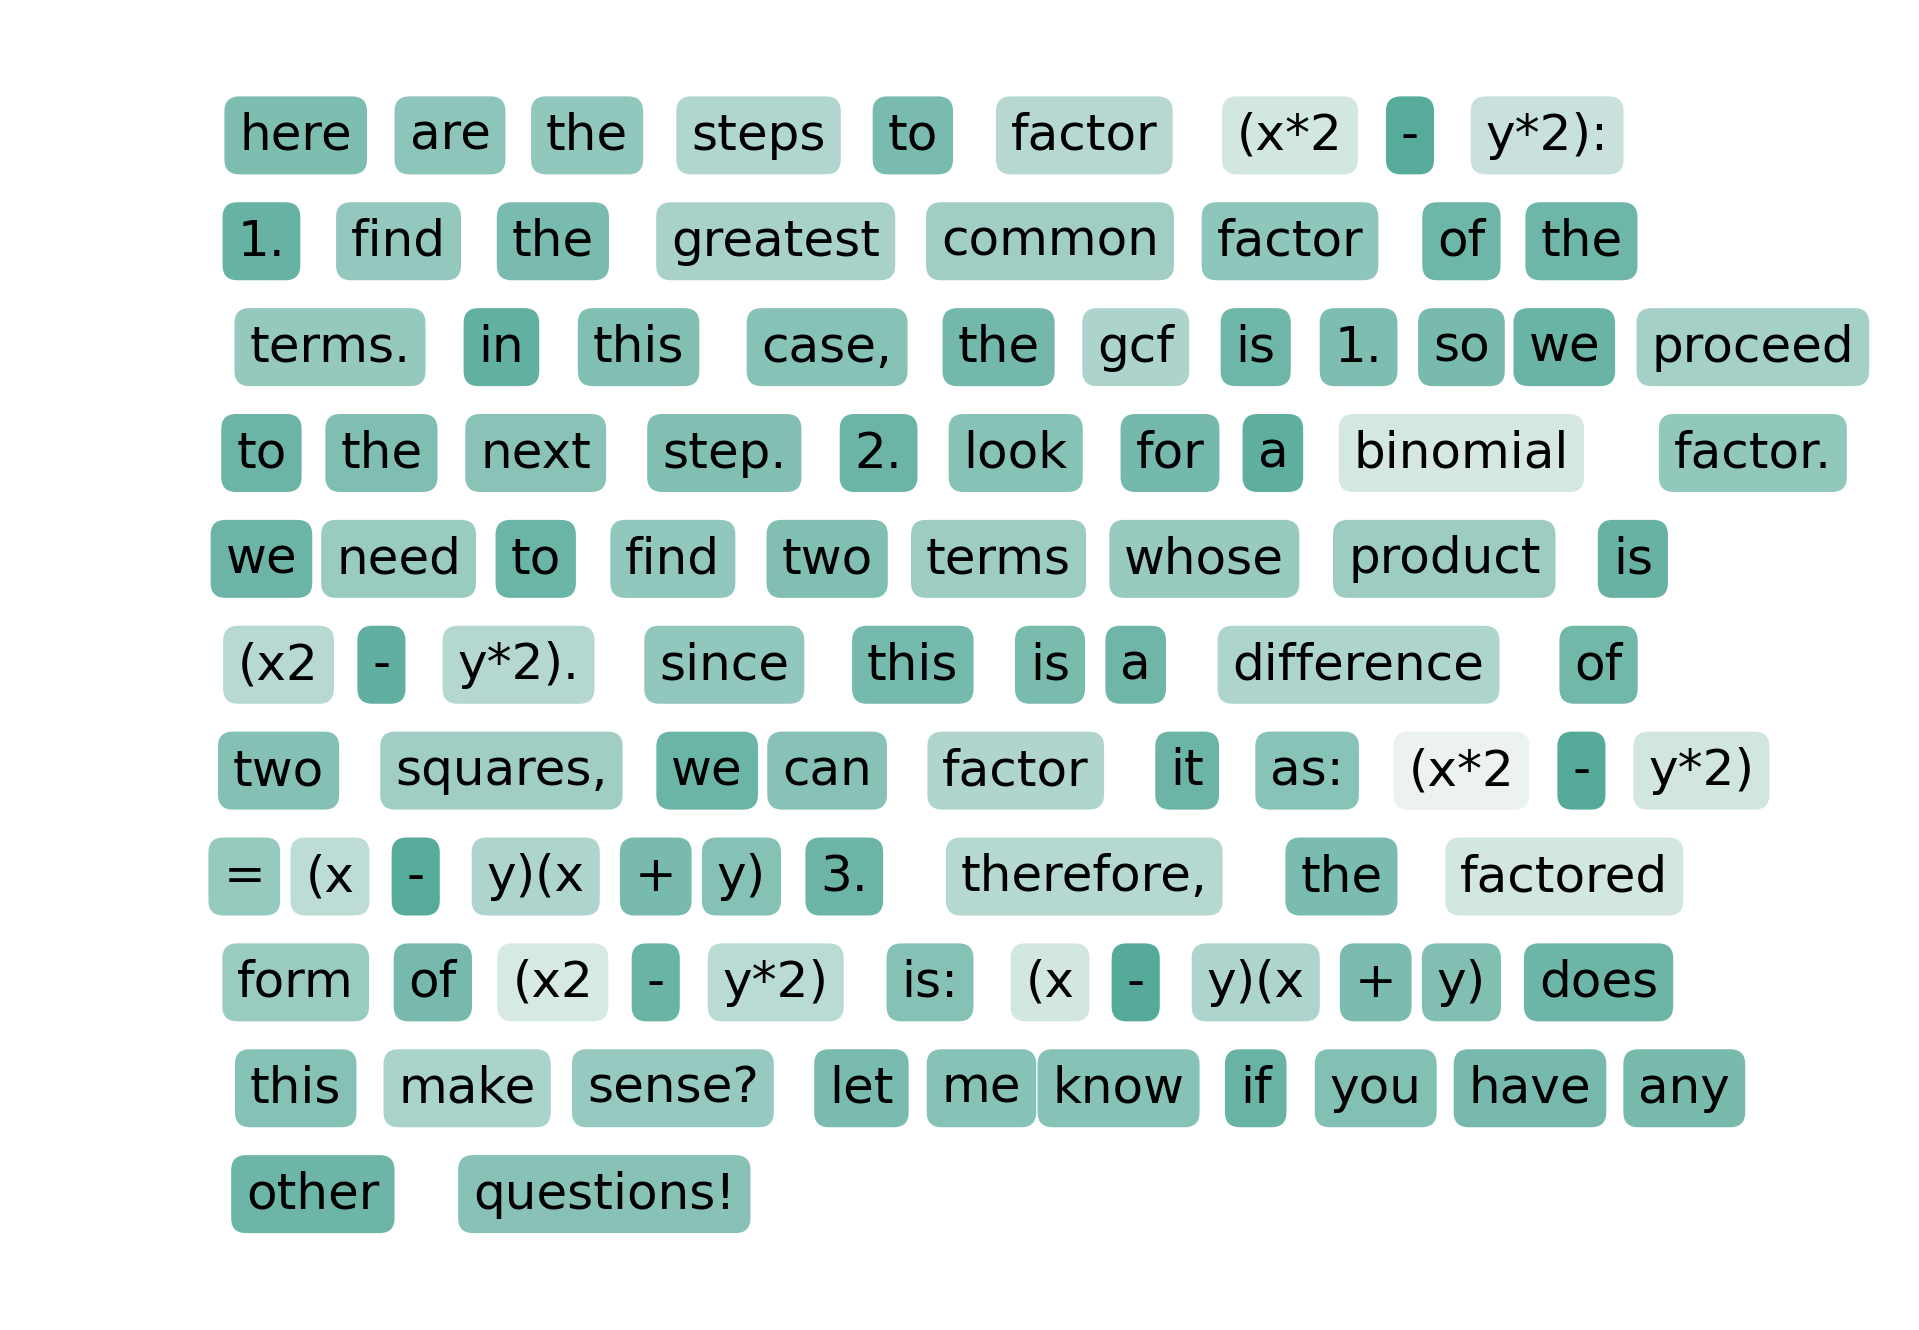 here are the steps to factor (x*2 - y*2):
1. find the greatest common factor of the
terms. in this case, the gcf is 1. so we proceed
to the next step. 2. look for a binomial factor.
we need to find two terms whose product is
(x2 - y*2). since this is a difference of
two squares, we can factor it as: (x*2 - y*2)
= (x - y)(x + y) 3. therefore, the factored
form of (x2 - y*2) is: (x - y)(x + y) does
this make sense? let me know if you have any
other questions!